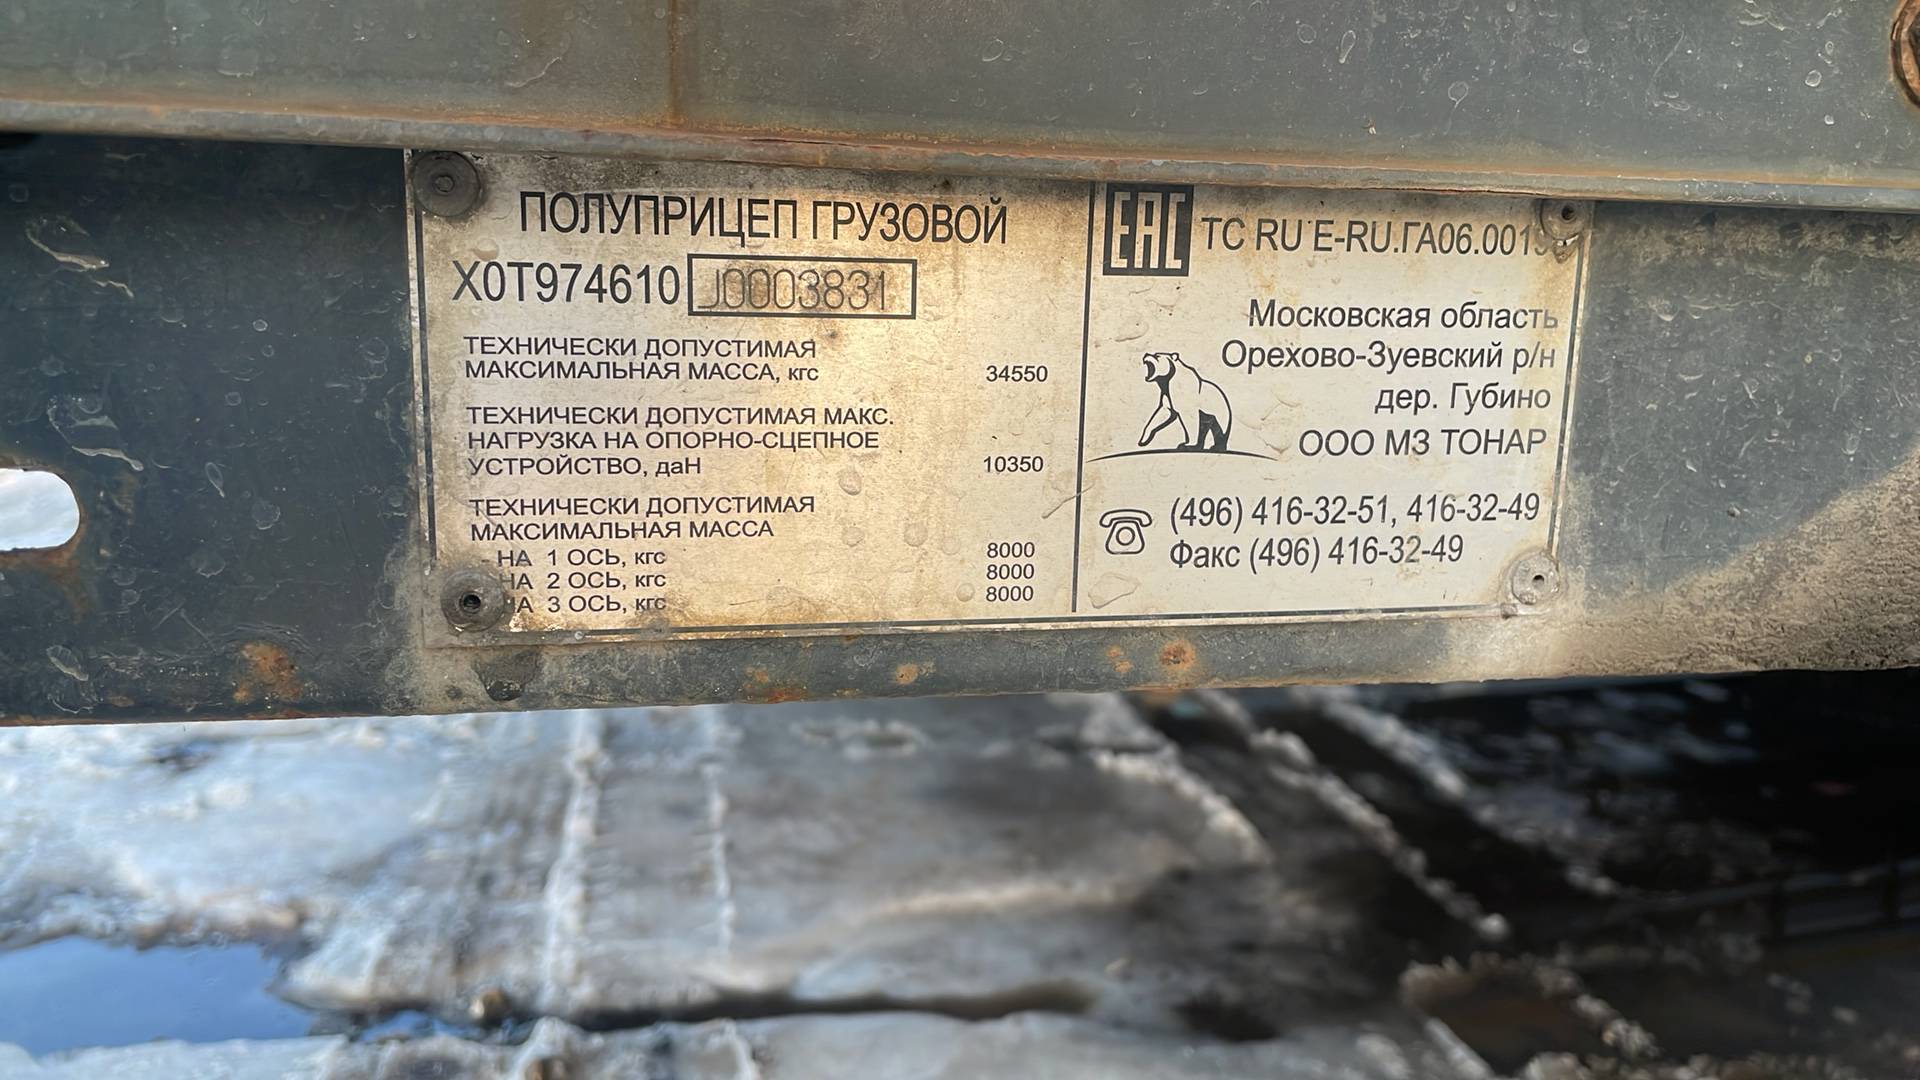 ПОЛУПРИЦЕП ГРУЗОВОЙ
X0T974610 J0003831
ТЕХНИЧЕСКИ ДОПУСТИМАЯ
МАКСИМАЛЬНАЯ МАССА, кгс 34550
ТЕХНИЧЕСКИ ДОПУСТИМАЯ МАКС.
НАГРУЗКА НА ОПОРНО-СЦЕПНОЕ
УСТРОЙСТВО, даН 10350
ТЕХНИЧЕСКИ ДОПУСТИМАЯ
МАКСИМАЛЬНАЯ МАССА
- НА 1 ОСЬ, кгс 8000
НА 2 ОСЬ, кгс 8000
НА 3 ОСЬ, кгс 8000
EAC ТС RU E-RU.ГА06.
Московская область
Орехово-Зуевский р/н
дер. Губино
ООО МЗ ТОНАР
(496) 416-32-51, 416-32-49
Факс (496) 416-32-49